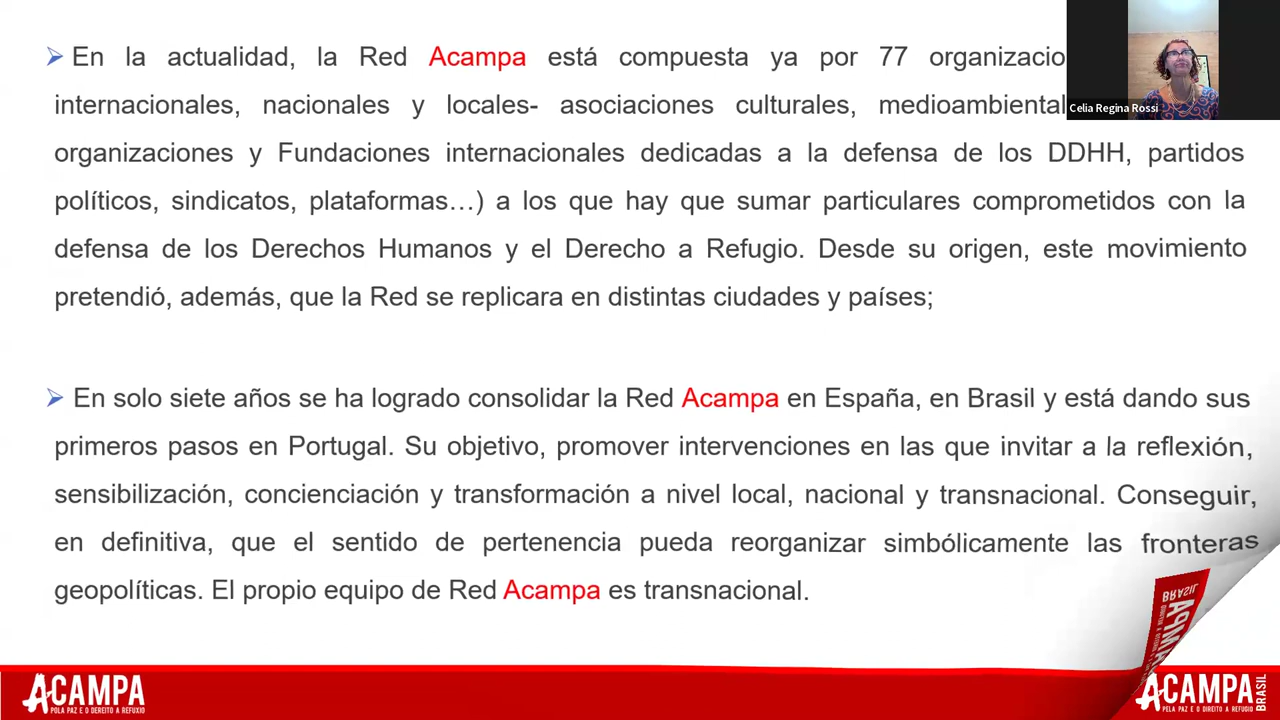 En la actualidad, la Red Acampa está compuesta ya por 77 organizacio
internacionales, nacionales y locales- asociaciones culturales, medioambiental
organizaciones y Fundaciones internacionales dedicadas a la defensa de los DDHH, partidos
políticos, sindicatos, plataformas…) a los que hay que sumar particulares comprometidos con la
defensa de los Derechos Humanos y el Derecho a Refugio. Desde su origen, este movimiento
pretendió, además, que la Red se replicara en distintas ciudades y países;
Celia Regina Rossi
En solo siete años se ha logrado consolidar la Red Acampa en España, en Brasil y está dando sus
primeros pasos en Portugal. Su objetivo, promover intervenciones en las que invitar a la reflexión,
sensibilización, concienciación y transformación a nivel local, nacional y transnacional. Conseguir,
en definitiva, que el sentido de pertenencia pueda reorganizar simbólicamente las fronteras
geopolíticas. El propio equipo de Red Acampa es transnacional.
ACAMPA
PELA PAZ E O DEREITO A REFUXIO
BRASIL
ACAMPA
PELA PAZ E O DIREITO A REFUGIO
BRASIL